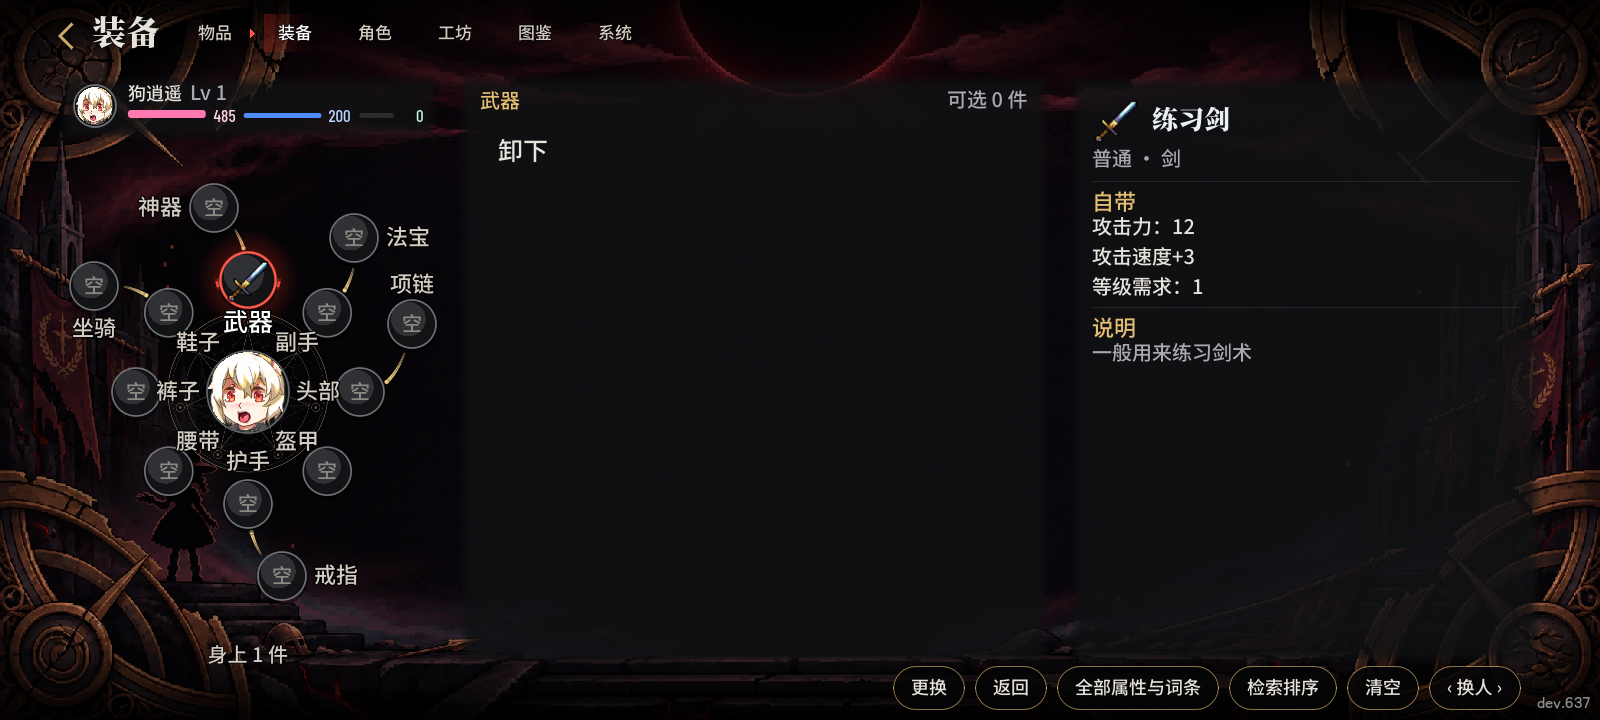 装备 物品 装备 角色 工坊 图鉴 系统
狗逍遥 Lv 1
485 200 0
神器 空
空 法宝
项链
空
空
坐骑
空
武器
空
鞋子
副手
空 裤子
头部 空
腰带
盔甲
护手
空
空
空
空 戒指
身上 1 件
武器 可选 0 件
卸下
练习剑
普通 · 剑
自带
攻击力：12
攻击速度+3
等级需求：1
说明
一般用来练习剑术
更换 返回 全部属性与词条 检索排序 清空 ‹ 换人 ›
dev.637